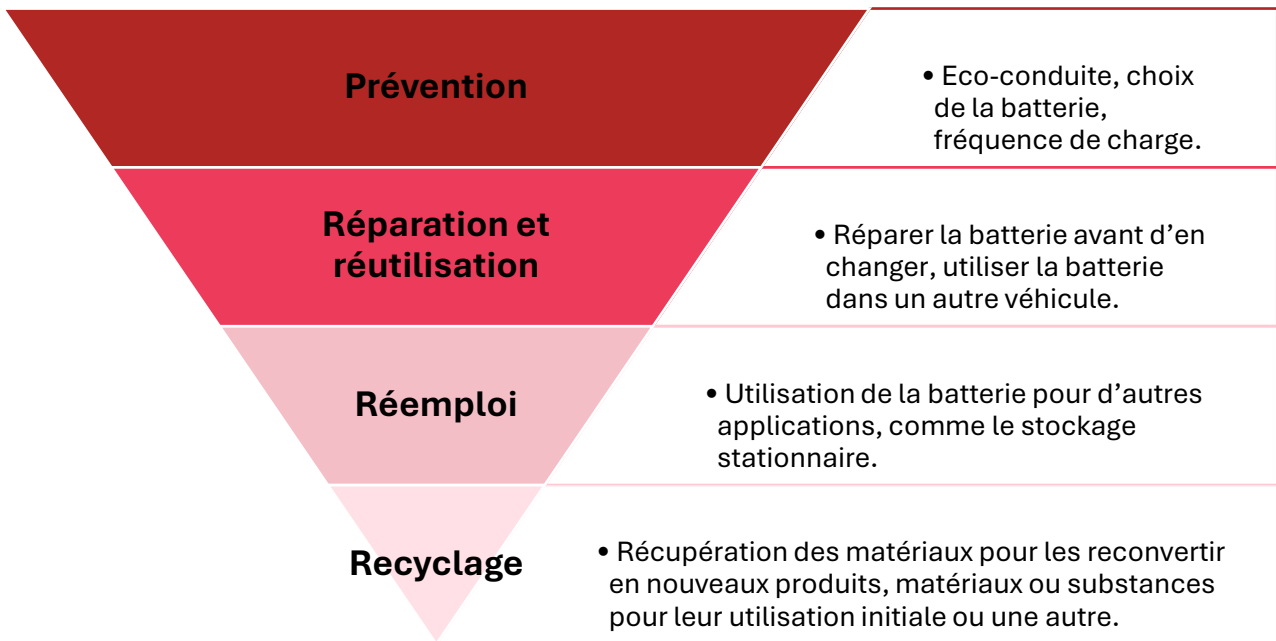 Prévention
• Eco-conduite, choix
de la batterie,
fréquence de charge.
Réparation et
réutilisation
• Réparer la batterie avant d’en
changer, utiliser la batterie
dans un autre véhicule.
Réemploi
• Utilisation de la batterie pour d’autres
applications, comme le stockage
stationnaire.
Recyclage
• Récupération des matériaux pour les reconvertir
en nouveaux produits, matériaux ou substances
pour leur utilisation initiale ou une autre.